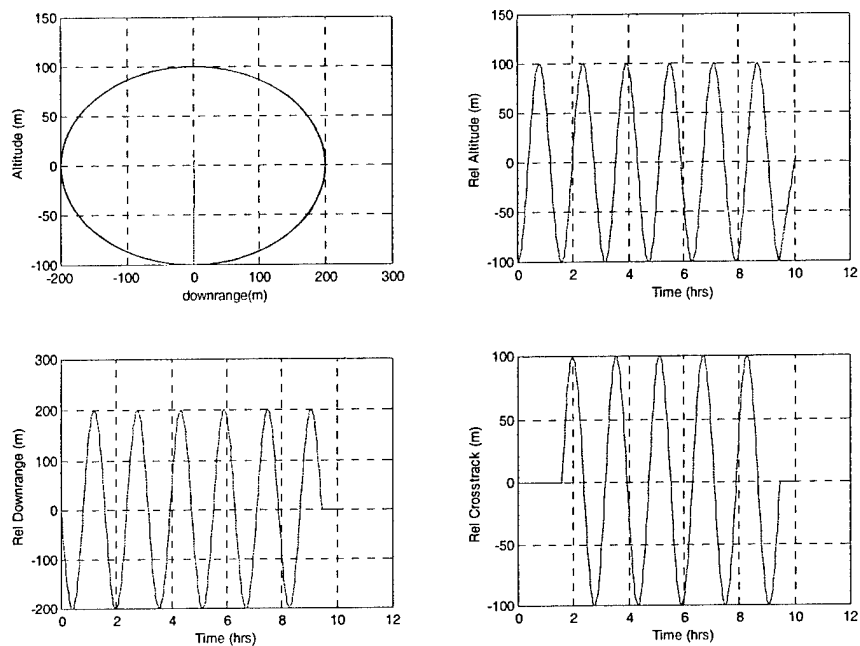 150
100
50
0
-50
-100
Altitude (m)
-200 -100 0 100 200 300
downrange(m)
150
100
50
0
-50
-100
Rel Altitude (m)
0 2 4 6 8 10 12
Time (hrs)
300
200
100
0
-100
-200
Rel Downrange (m)
0 2 4 6 8 10 12
Time (hrs)
100
50
0
-50
-100
Rel Crosstrack (m)
0 2 4 6 8 10 12
Time (hrs)